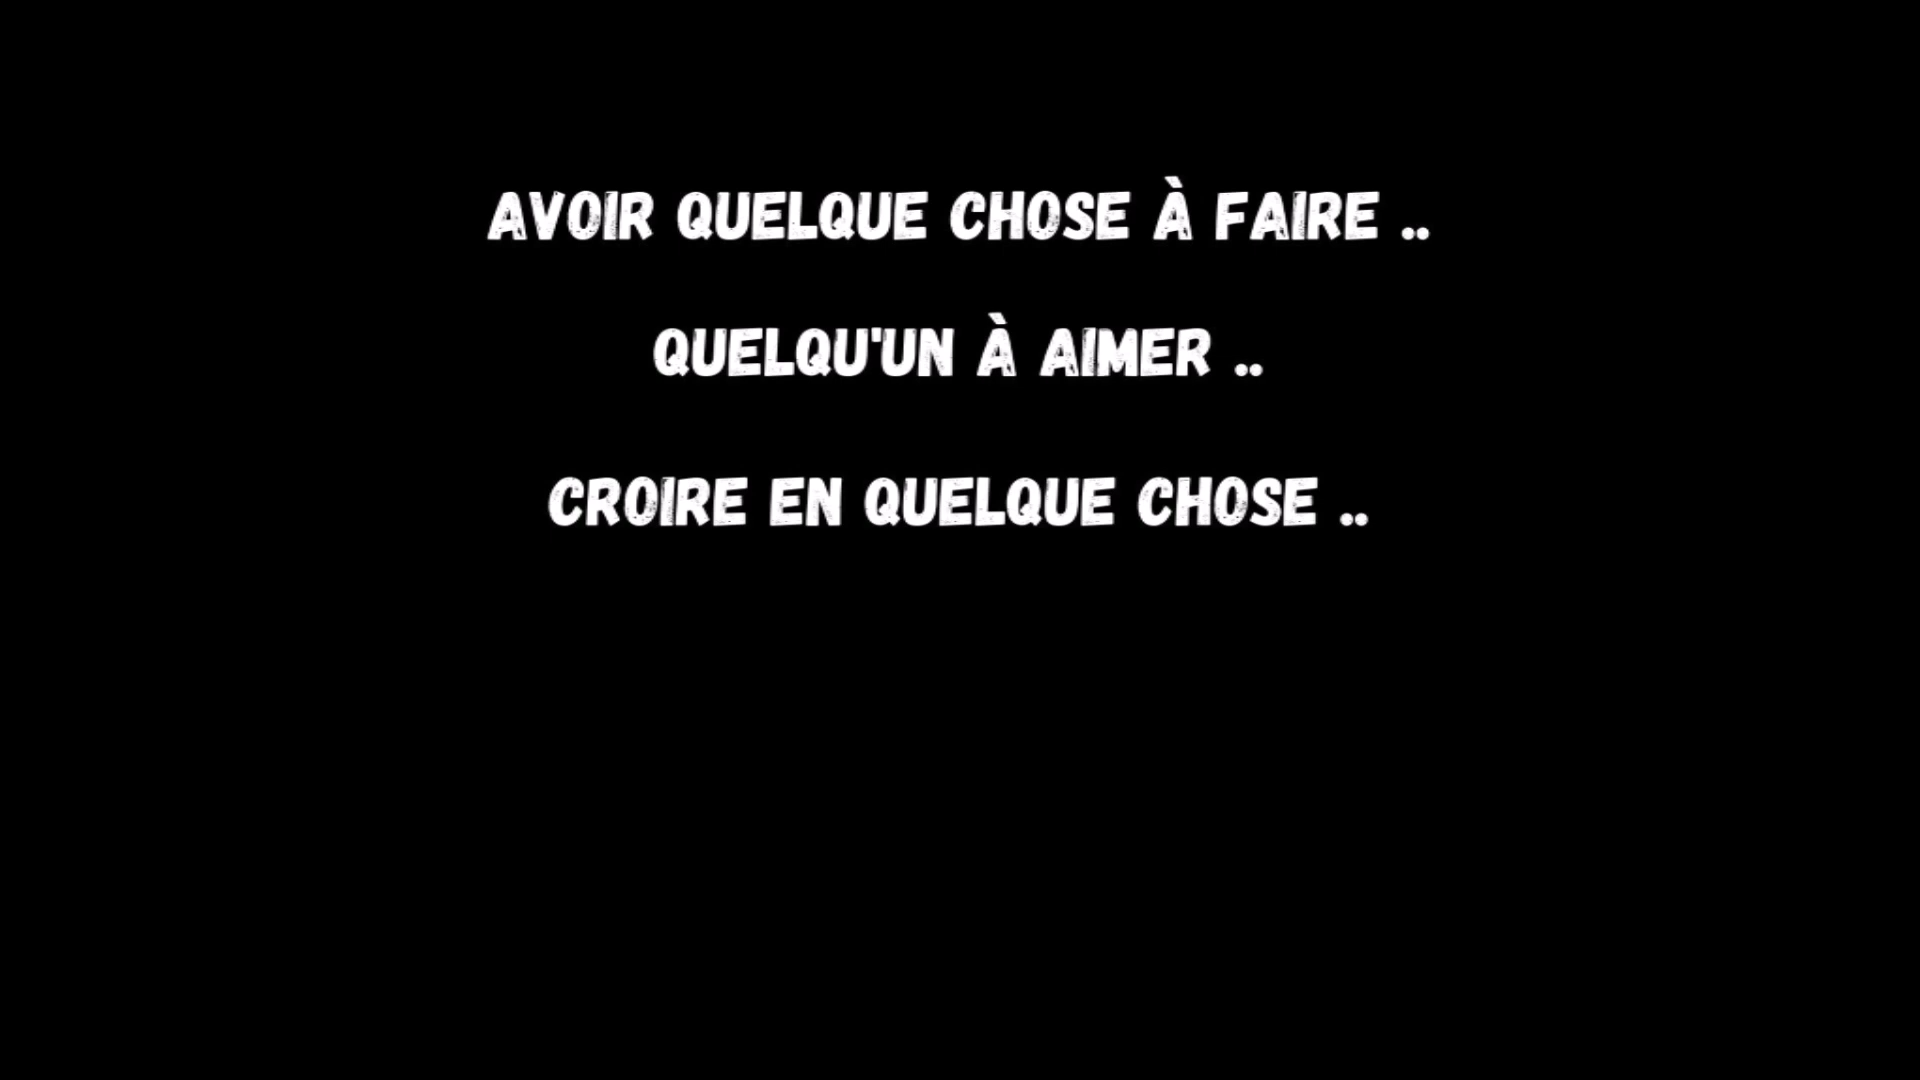 AVOIR QUELQUE CHOSE À FAIRE ..
QUELQU'UN À AIMER ..
CROIRE EN QUELQUE CHOSE ..